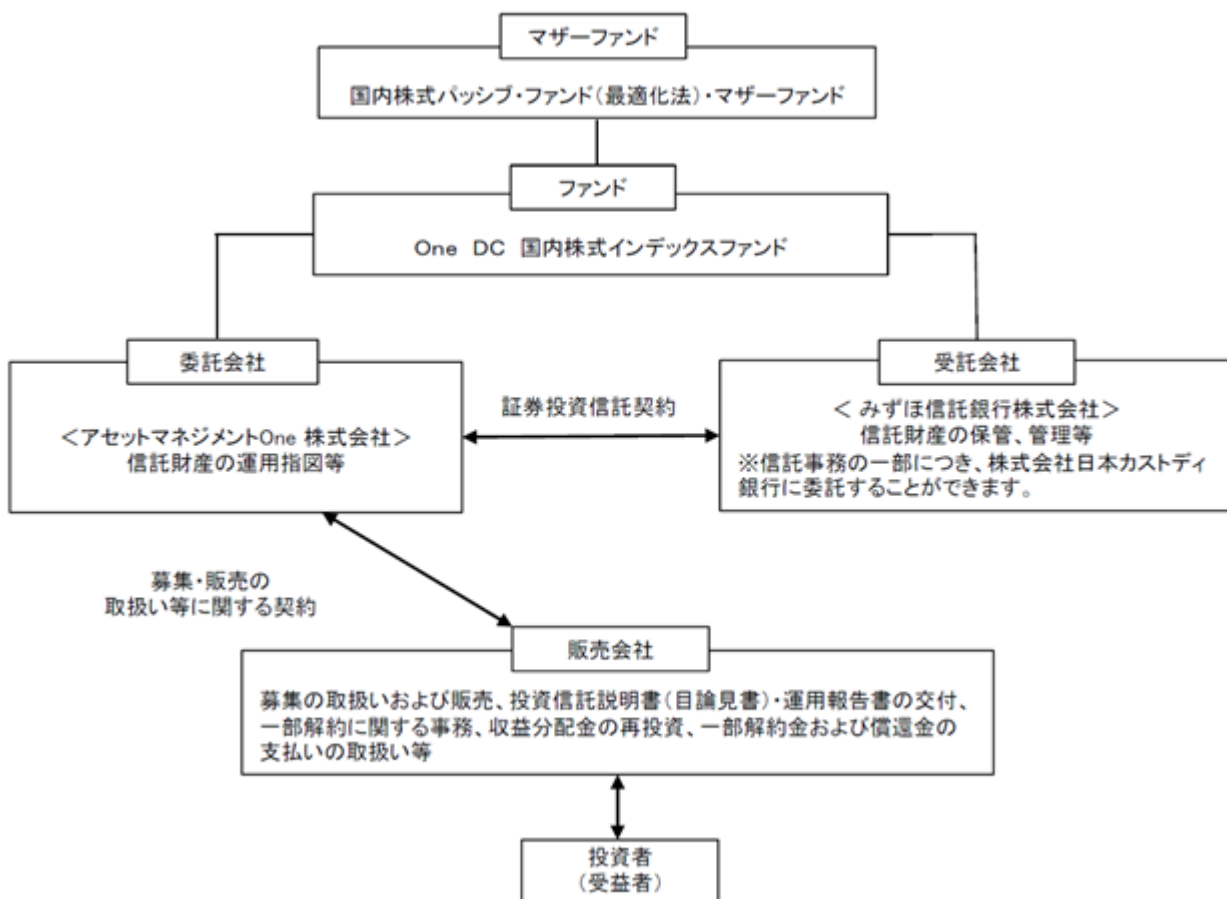 マザーファンド
国内株式パッシブ・ファンド(最適化法)・マザーファンド
ファンド
One DC 国内株式インデックスファンド
委託会社
<アセットマネジメントOne 株式会社>
信託財産の運用指図等
証券投資信託契約
受託会社
< みずほ信託銀行株式会社>
信託財産の保管、管理等
※信託事務の一部につき、株式会社日本カストディ
銀行に委託することができます。
募集・販売の
取扱い等に関する契約
販売会社
募集の取扱いおよび販売、投資信託説明書(目論見書)・運用報告書の交付、
一部解約に関する事務、収益分配金の再投資、一部解約金および償還金の
支払いの取扱い等
投資者
(受益者)